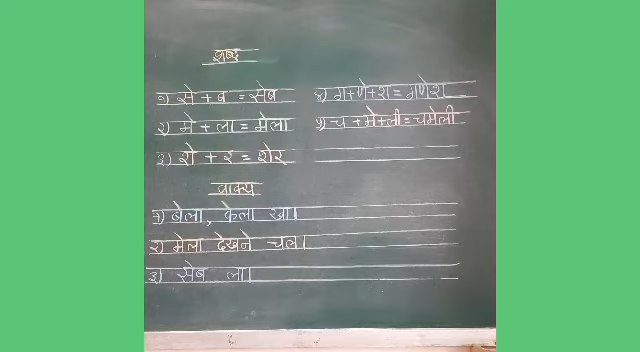 शब्द
१) से + ब = सेब
२) मे + ला = मेला
३) शे + र = शेर
४) ग+णे+श = गणेश
५) च +मे+ली = चमेली
वाक्य
१) बेला, केला खा।
२) मेला देखने चल।
३) सेब ला।